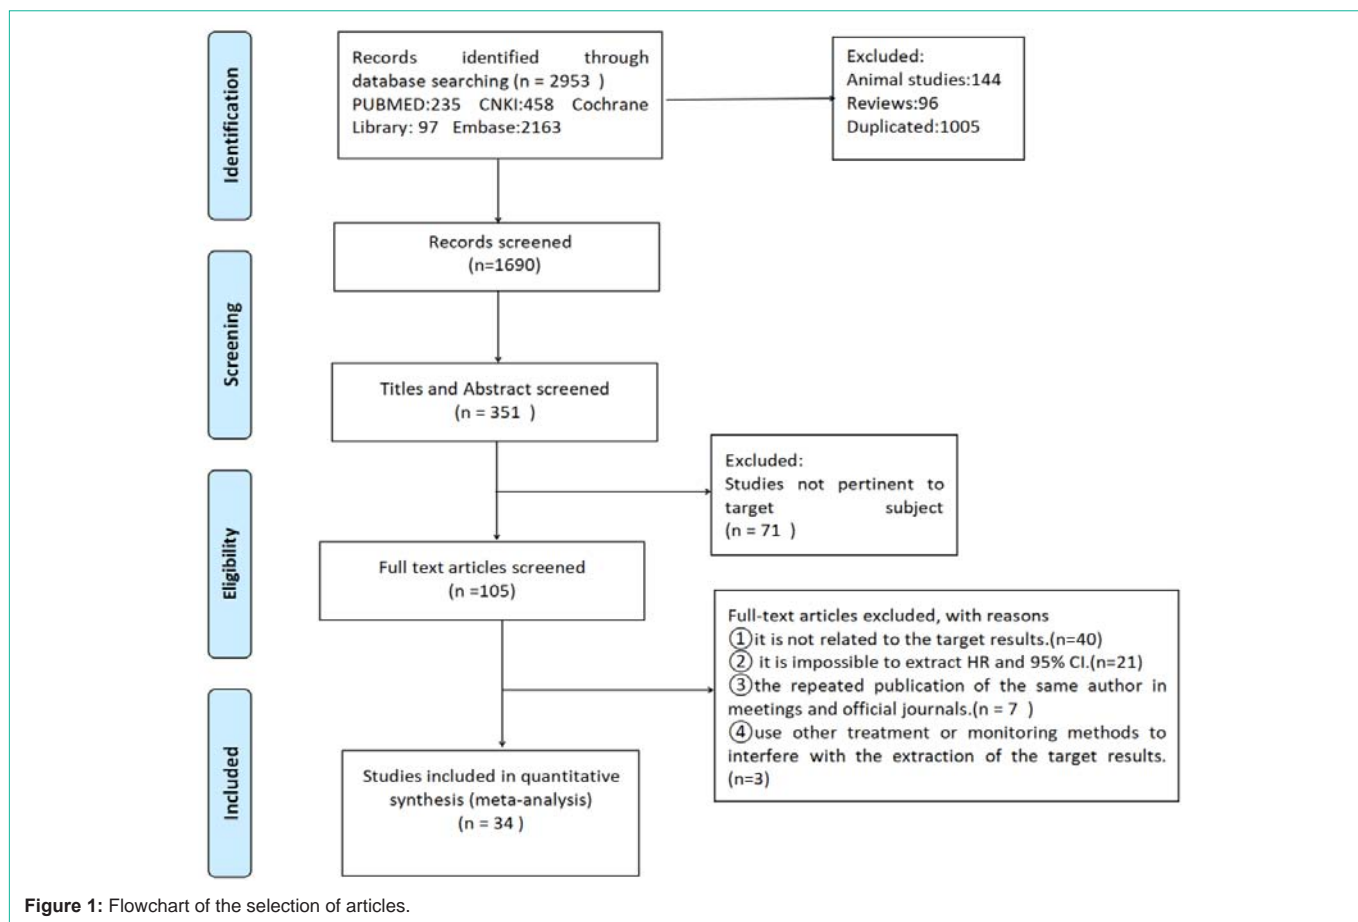 Identification
Records identified through
database searching (n = 2953 )
PUBMED:235 CNKI:458 Cochrane
Library: 97 Embase:2163
Excluded:
Animal studies:144
Reviews:96
Duplicated:1005
Records screened
(n=1690)
Screening
Titles and Abstract screened
(n = 351 )
Excluded:
Studies not pertinent to
target subject
(n = 71 )
Eligibility
Full text articles screened
(n =105)
Full-text articles excluded, with reasons
①it is not related to the target results.(n=40)
② it is impossible to extract HR and 95% CI.(n=21)
③the repeated publication of the same author in
meetings and official journals.(n = 7 )
④use other treatment or monitoring methods to
interfere with the extraction of the target results.
(n=3)
Included
Studies included in quantitative
synthesis (meta-analysis)
(n = 34 )
Figure 1: Flowchart of the selection of articles.